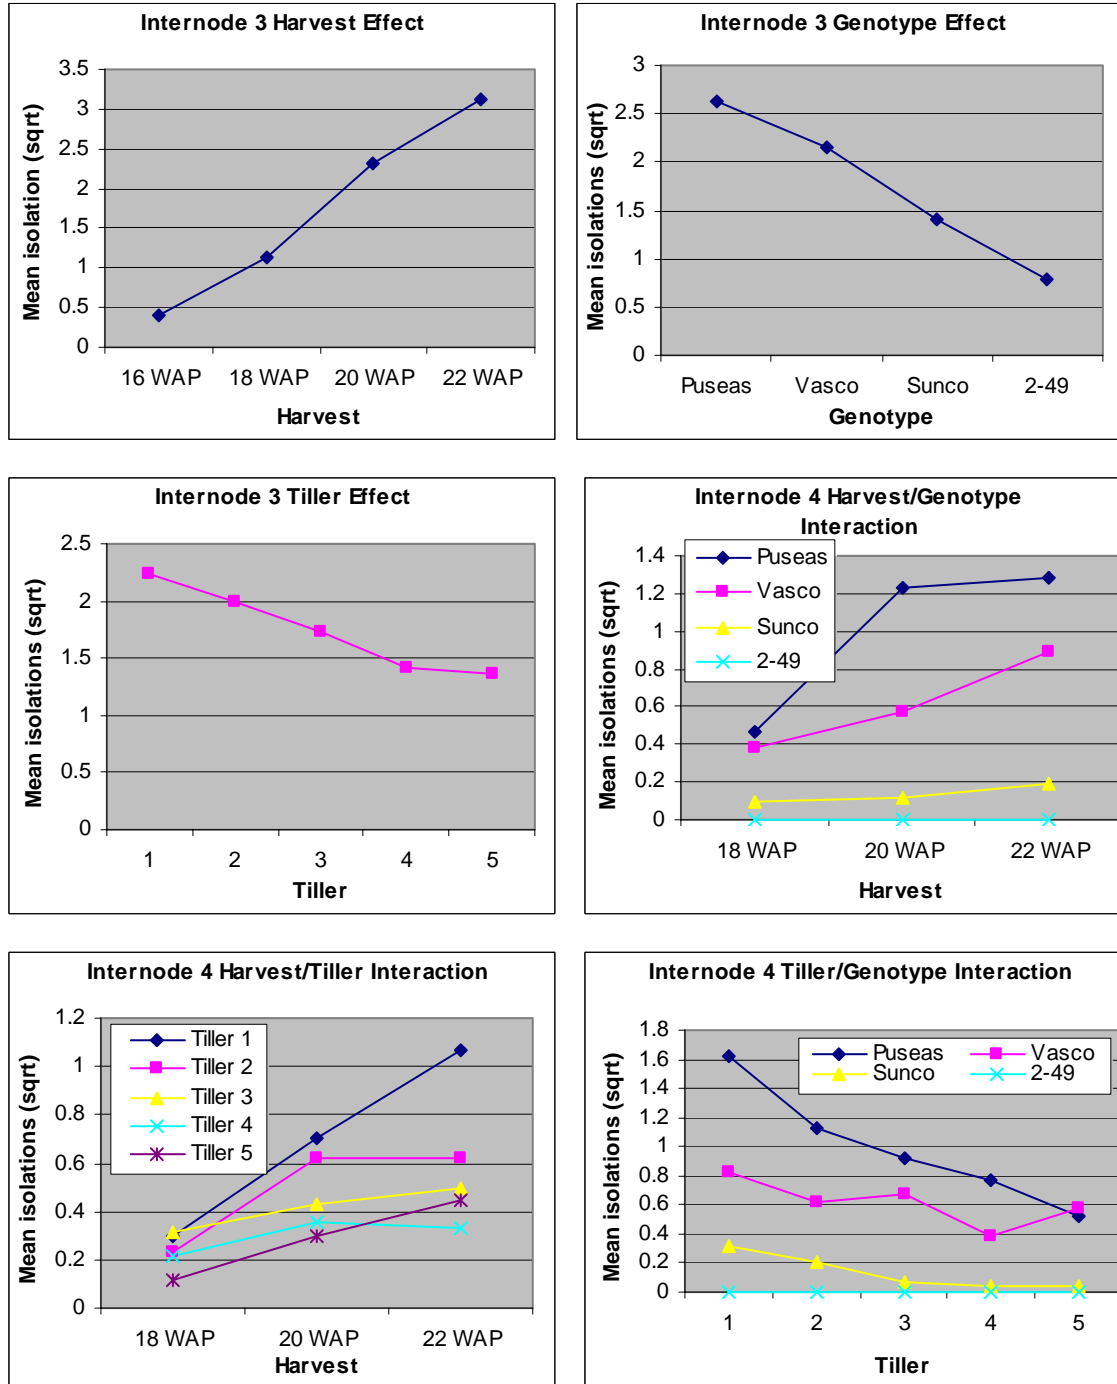 Internode 3 Harvest Effect
Mean isolation (sqrt)
3.5
3
2.5
2
1.5
1
0.5
0
16 WAP 18 WAP 20 WAP 22 WAP
Harvest
Internode 3 Genotype Effect
Mean isolations (sqrt)
3
2.5
2
1.5
1
0.5
0
Puseas Vasco Sunco 2-49
Genotype
Internode 3 Tiller Effect
Mean isolations (sqrt)
2.5
2
1.5
1
0.5
0
1 2 3 4 5
Tiller
Internode 4 Harvest/Genotype
Interaction
Puseas
Vasco
Sunco
2-49
Mean isolations (sqrt)
1.4
1.2
1
0.8
0.6
0.4
0.2
0
18 WAP 20 WAP 22 WAP
Harvest
Internode 4 Harvest/Tiller Interaction
Tiller 1
Tiller 2
Tiller 3
Tiller 4
Tiller 5
Mean isolations (sqrt)
1.2
1
0.8
0.6
0.4
0.2
0
18 WAP 20 WAP 22 WAP
Harvest
Internode 4 Tiller/Genotype Interaction
Puseas Vasco
Sunco 2-49
Mean isolations (sqrt)
1.8
1.6
1.4
1.2
1
0.8
0.6
0.4
0.2
0
1 2 3 4 5
Tiller